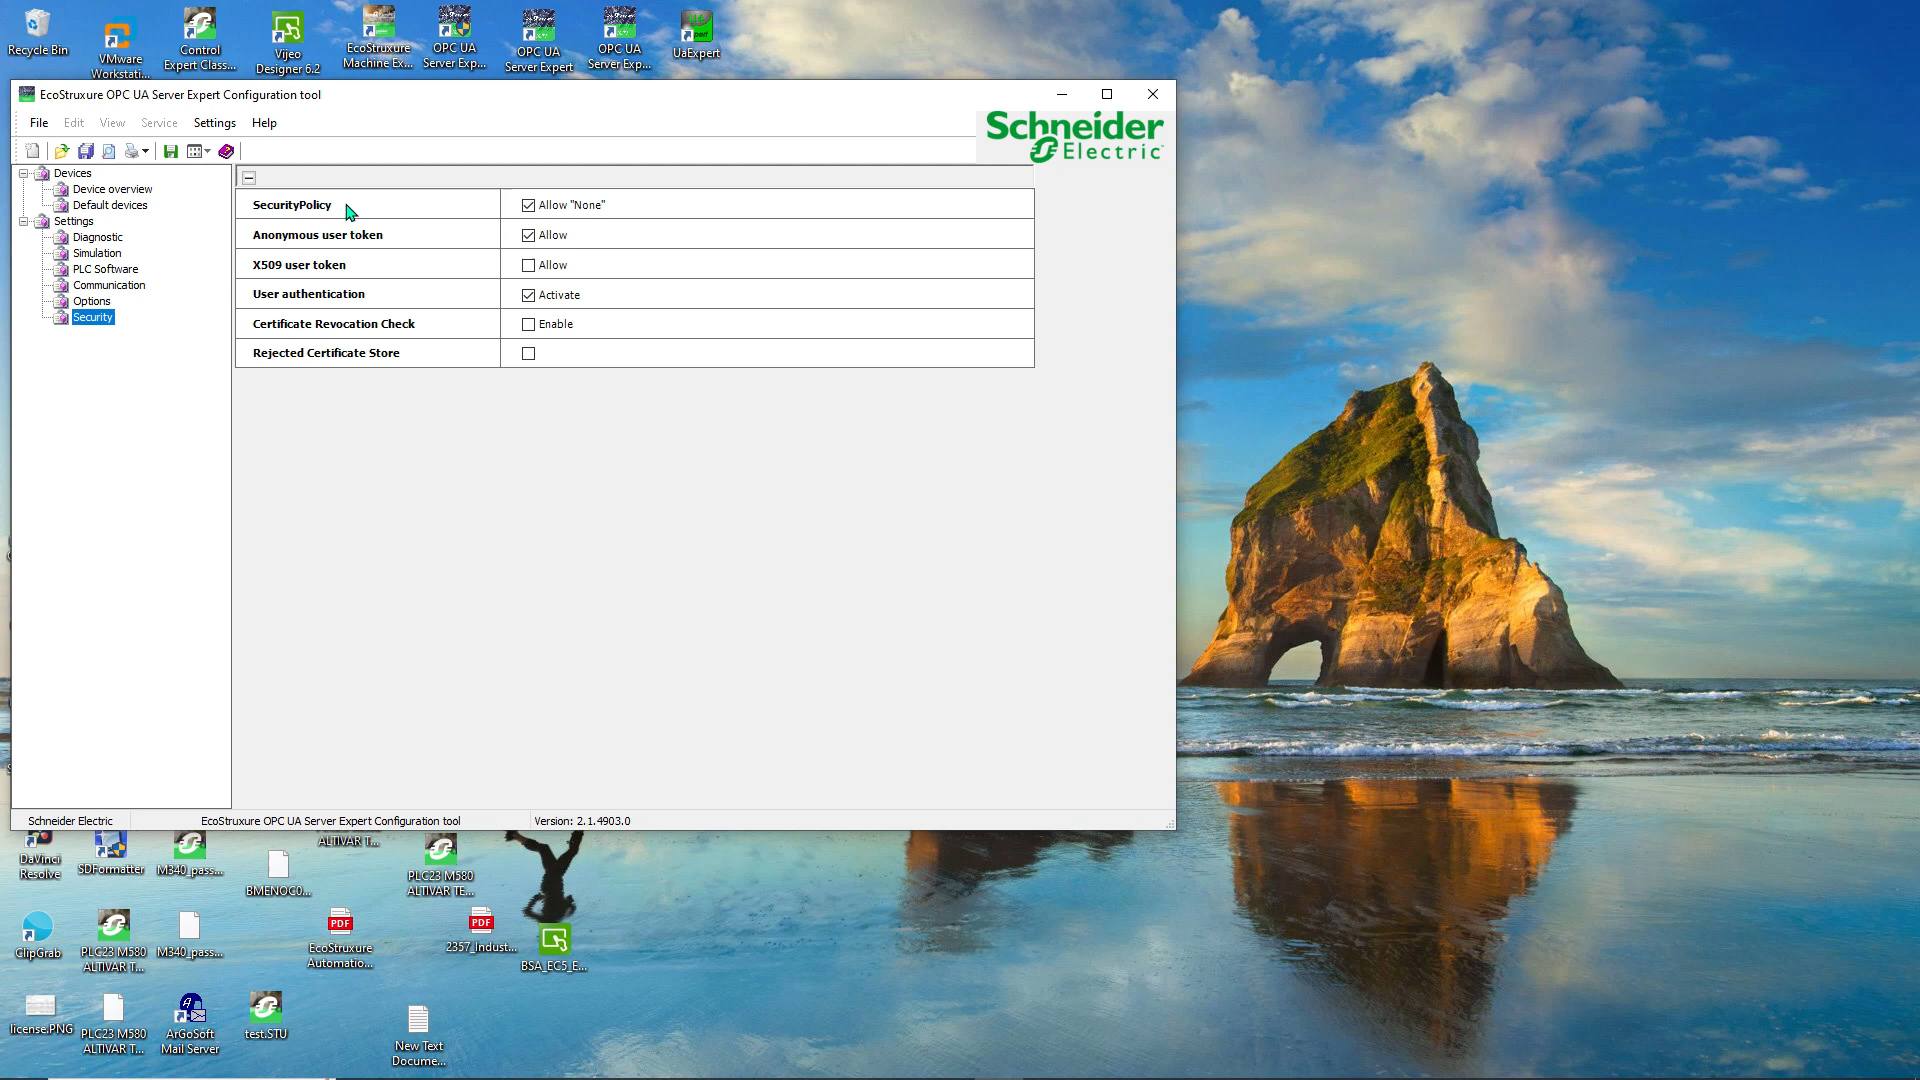 Recycle Bin
VMware
Workstati...
Control
Expert Class...
Vijeo
Designer 6.2
EcoStruxure
Machine Ex...
OPC UA
Server Exp...
OPC UA
Server Expert
OPC UA
Server Exp...
UaExpert
EcoStruxure OPC UA Server Expert Configuration tool
File Edit View Service Settings Help
Schneider
Electric
Devices
Device overview
Default devices
Settings
Diagnostic
Simulation
PLC Software
Communication
Options
Security
SecurityPolicy Allow "None"
Anonymous user token Allow
X509 user token Allow
User authentication Activate
Certificate Revocation Check Enable
Rejected Certificate Store
Schneider Electric EcoStruxure OPC UA Server Expert Configuration tool Version: 2.1.4903.0
DaVinci
Resolve
SDFormatter
M340_pass...
BMENOC0...
ALTIVAR T...
PLC23 M580
ALTIVAR TE...
ClipGrab
PLC23 M580
ALTIVAR T...
M340_pass...
PDF
EcoStruxure
Automatio...
PDF
2357_Indust...
BSA_EC5_E...
license.PNG
PLC23 M580
ALTIVAR T...
ArGoSoft
Mail Server
test.STU
New Text
Docume...